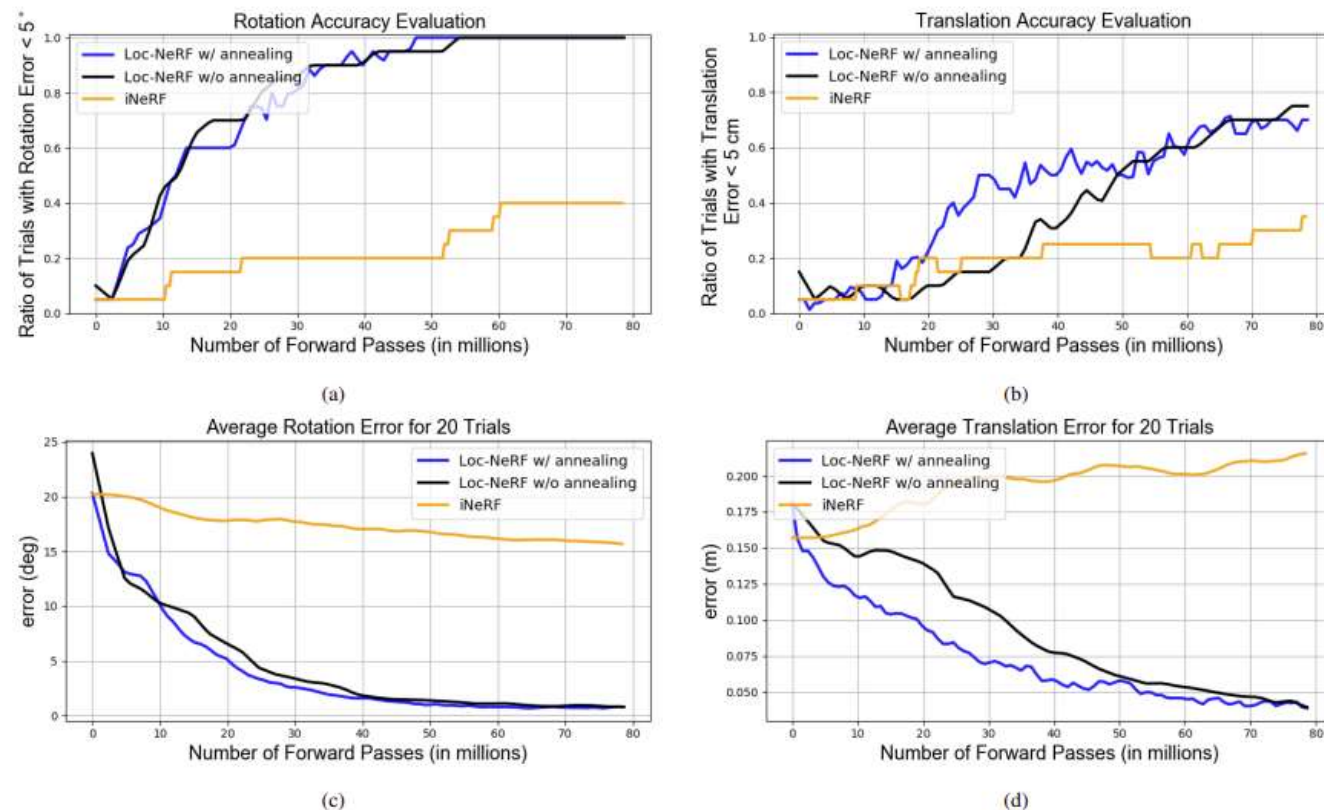 Rotation Accuracy Evaluation
Ratio of Trials with Rotation Error < 5 °
1.0
0.8
0.6
0.4
0.2
0.0
Loc-NeRF w/ annealing
Loc-NeRF w/o annealing
iNeRF
0 10 20 30 40 50 60 70 80
Number of Forward Passes (in millions)
(a)
Translation Accuracy Evaluation
Ratio of Trials with Translation
Error < 5 cm
1.0
0.8
0.6
0.4
0.2
0.0
Loc-NeRF w/ annealing
Loc-NeRF w/o annealing
iNeRF
0 10 20 30 40 50 60 70 80
Number of Forward Passes (in millions)
(b)
Average Rotation Error for 20 Trials
error (deg)
25
20
15
10
5
0
Loc-NeRF w/ annealing
Loc-NeRF w/o annealing
iNeRF
0 10 20 30 40 50 60 70 80
Number of Forward Passes (in millions)
(c)
Average Translation Error for 20 Trials
error (m)
0.200
0.175
0.150
0.125
0.100
0.075
0.050
Loc-NeRF w/ annealing
Loc-NeRF w/o annealing
iNeRF
0 10 20 30 40 50 60 70 80
Number of Forward Passes (in millions)
(d)